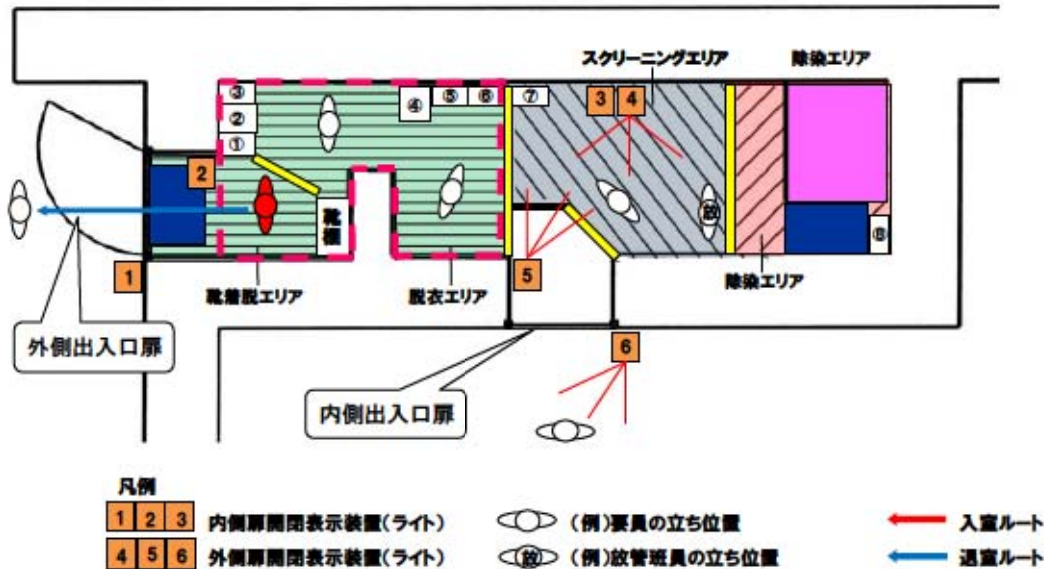 スクリーニングエリア
除染エリア
③
②
①
④
⑤
⑥
⑦
3
4
2
靴棚
放
⑧
1
5
靴着脱エリア
脱衣エリア
除染エリア
外側出入口扉
6
内側出入口扉
凡例
1 2 3 内側扉開閉表示装置(ライト) (例)要員の立ち位置 入室ルート
4 5 6 外側扉開閉表示装置(ライト) 放 (例)放管班員の立ち位置 退室ルート